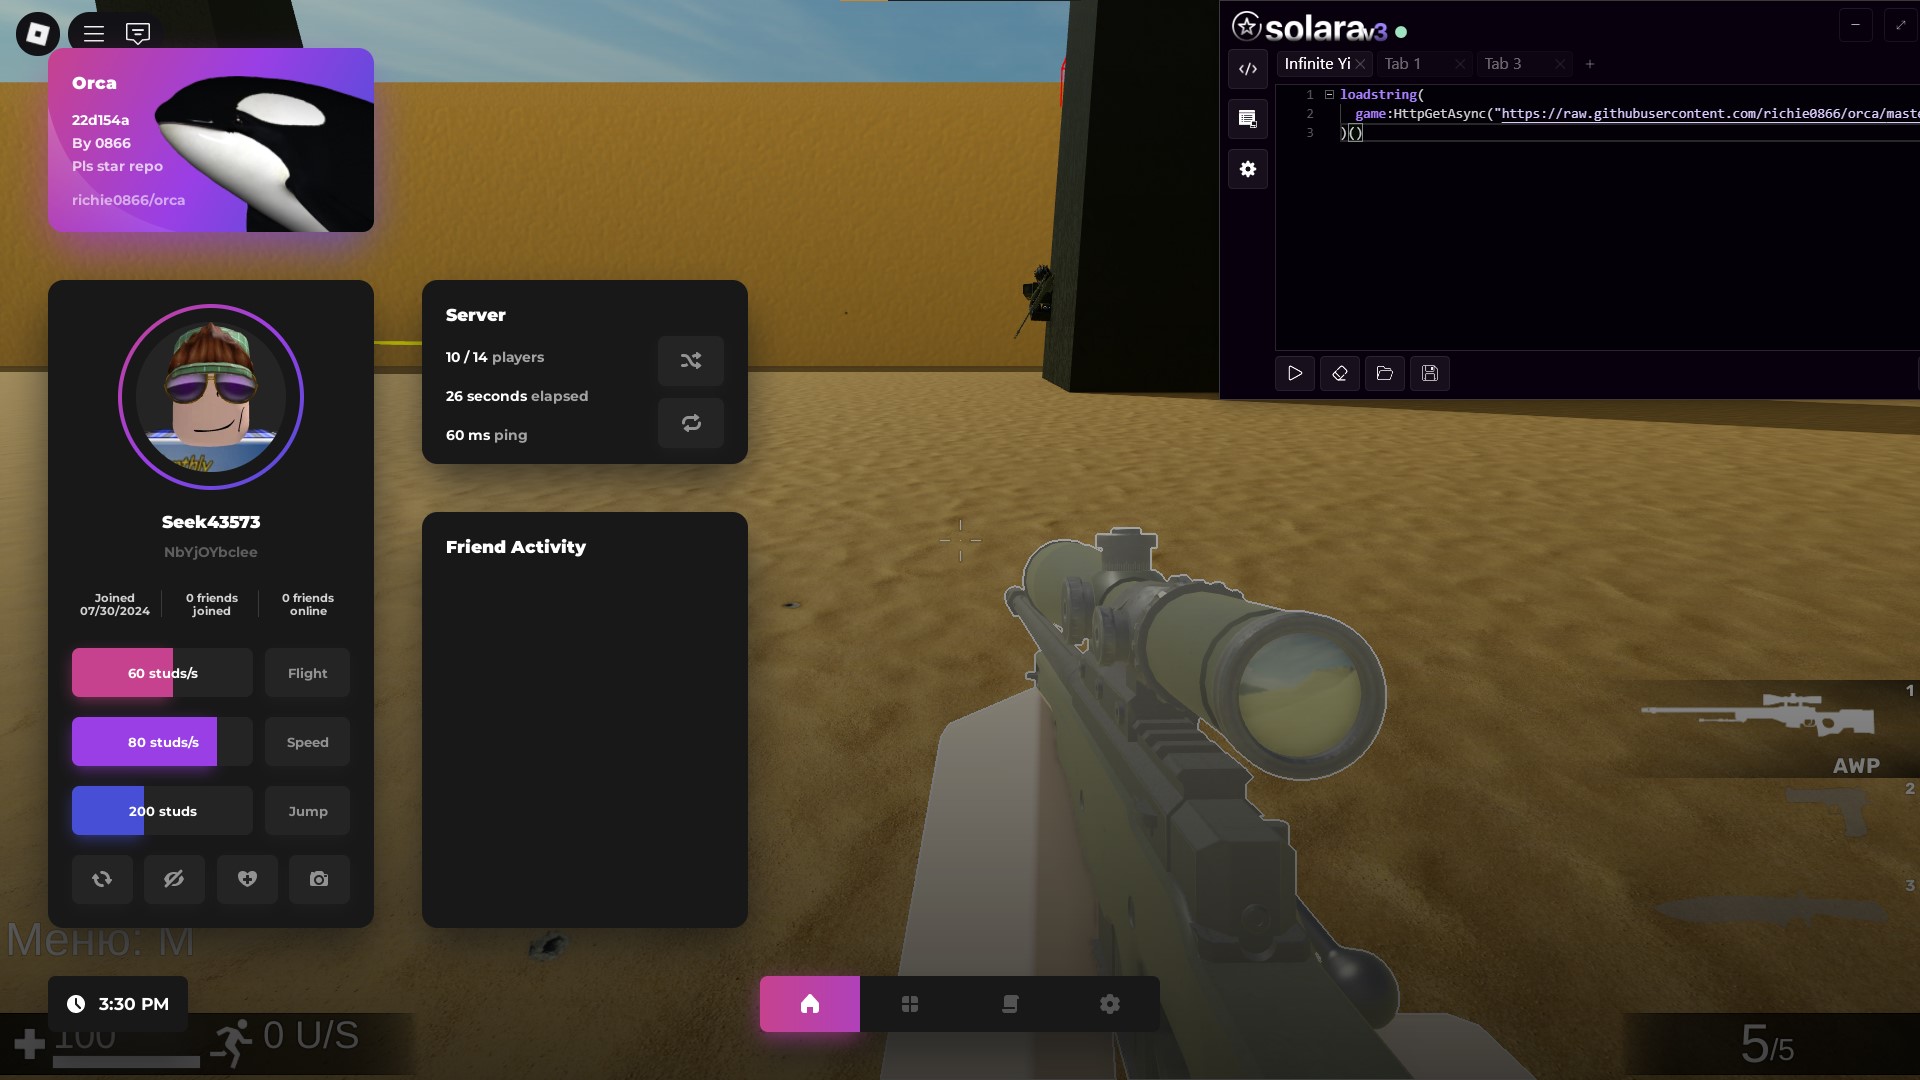 Orca
22d154a
By 0866
Pls star repo
richie0866/orca
Seek43573
NbYjOYbclee
Joined
07/30/2024
0 friends
joined
0 friends
online
60 studs/s
Flight
80 studs/s
Speed
200 studs
Jump
Меню: M
3:30 PM
100
0 U/S
Server
10 / 14 players
26 seconds elapsed
60 ms ping
Friend Activity
solarav3
Infinite Yi
Tab 1
Tab 3
+
1 loadstring(
2 game:HttpGetAsync("https://raw.githubusercontent.com/richie0866/orca/maste
3 )()
1
AWP
2
3
5/5